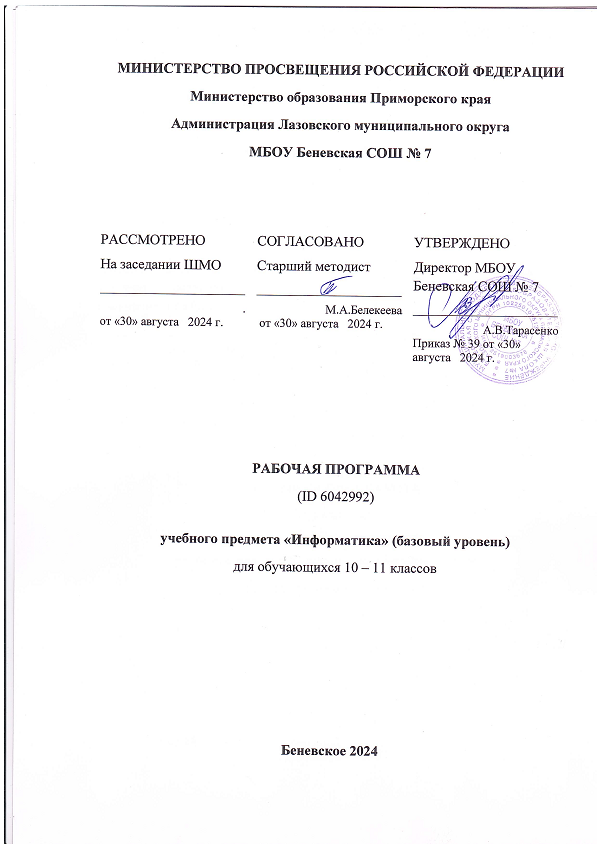 МИНИСТЕРСТВО ПРОСВЕЩЕНИЯ РОССИЙСКОЙ ФЕДЕРАЦИИ
Министерство образования Приморского края
Администрация Лазовского муниципального округа
МБОУ Беневская СОШ № 7
РАССМОТРЕНО
На заседании ШМО
от «30» августа 2024 г.
СОГЛАСОВАНО
Старший методист
М.А.Белекеева
от «30» августа 2024 г.
УТВЕРЖДЕНО
Директор МБОУ
Беневская СОШ № 7
А.В.Тарасенко
Приказ № 39 от «30»
августа 2024 г.
РАБОЧАЯ ПРОГРАММА
(ID 6042992)
учебного предмета «Информатика» (базовый уровень)
для обучающихся 10 – 11 классов
Беневское 2024